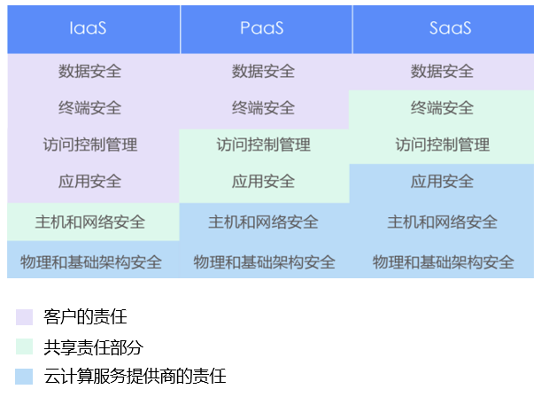 IaaS PaaS SaaS
数据安全 数据安全 数据安全
终端安全 终端安全 终端安全
访问控制管理 访问控制管理 访问控制管理
应用安全 应用安全 应用安全
主机和网络安全 主机和网络安全 主机和网络安全
物理和基础架构安全 物理和基础架构安全 物理和基础架构安全
客户的责任
共享责任部分
云计算服务提供商的责任